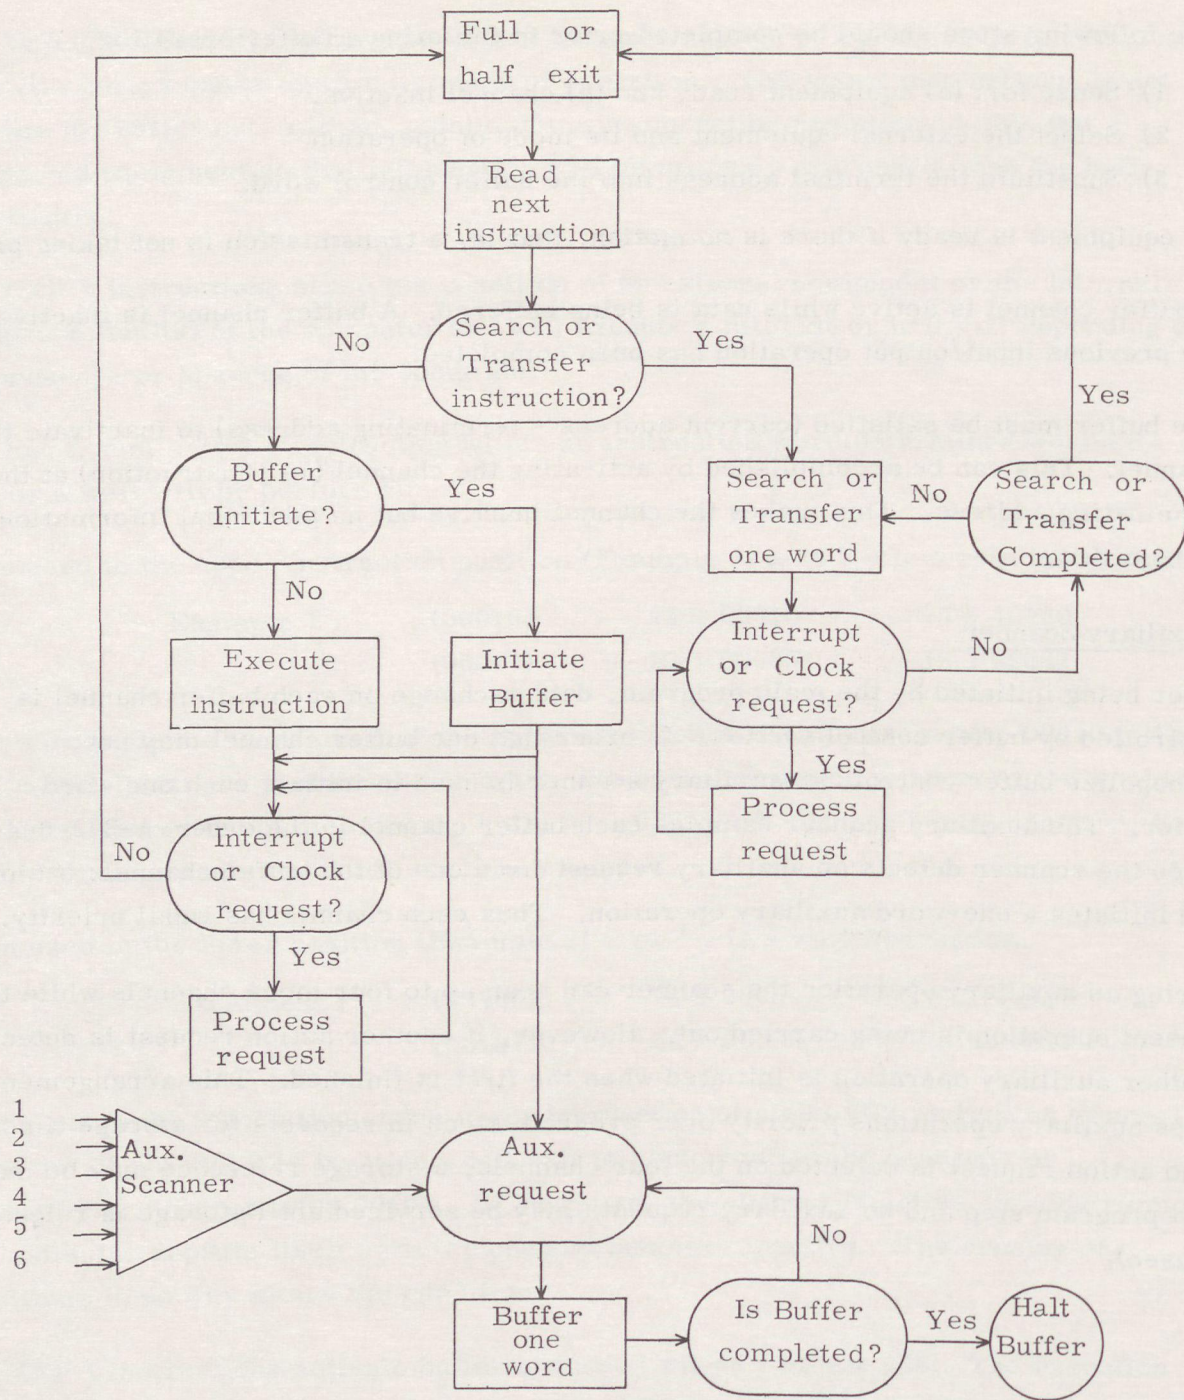 Full or
half exit
Read
next
instruction
Search or
Transfer
instruction?
No
Yes
Yes
Buffer
Initiate?
Yes
Search or
Transfer
one word
No
Search or
Transfer
Completed?
No
Execute
instruction
Initiate
Buffer
Interrupt
or Clock
request?
No
Yes
Process
request
No
Interrupt
or Clock
request?
Yes
Process
request
1
2
3
4
5
6
Aux.
Scanner
Aux.
request
No
Buffer
one
word
Is Buffer
completed?
Yes
Halt
Buffer